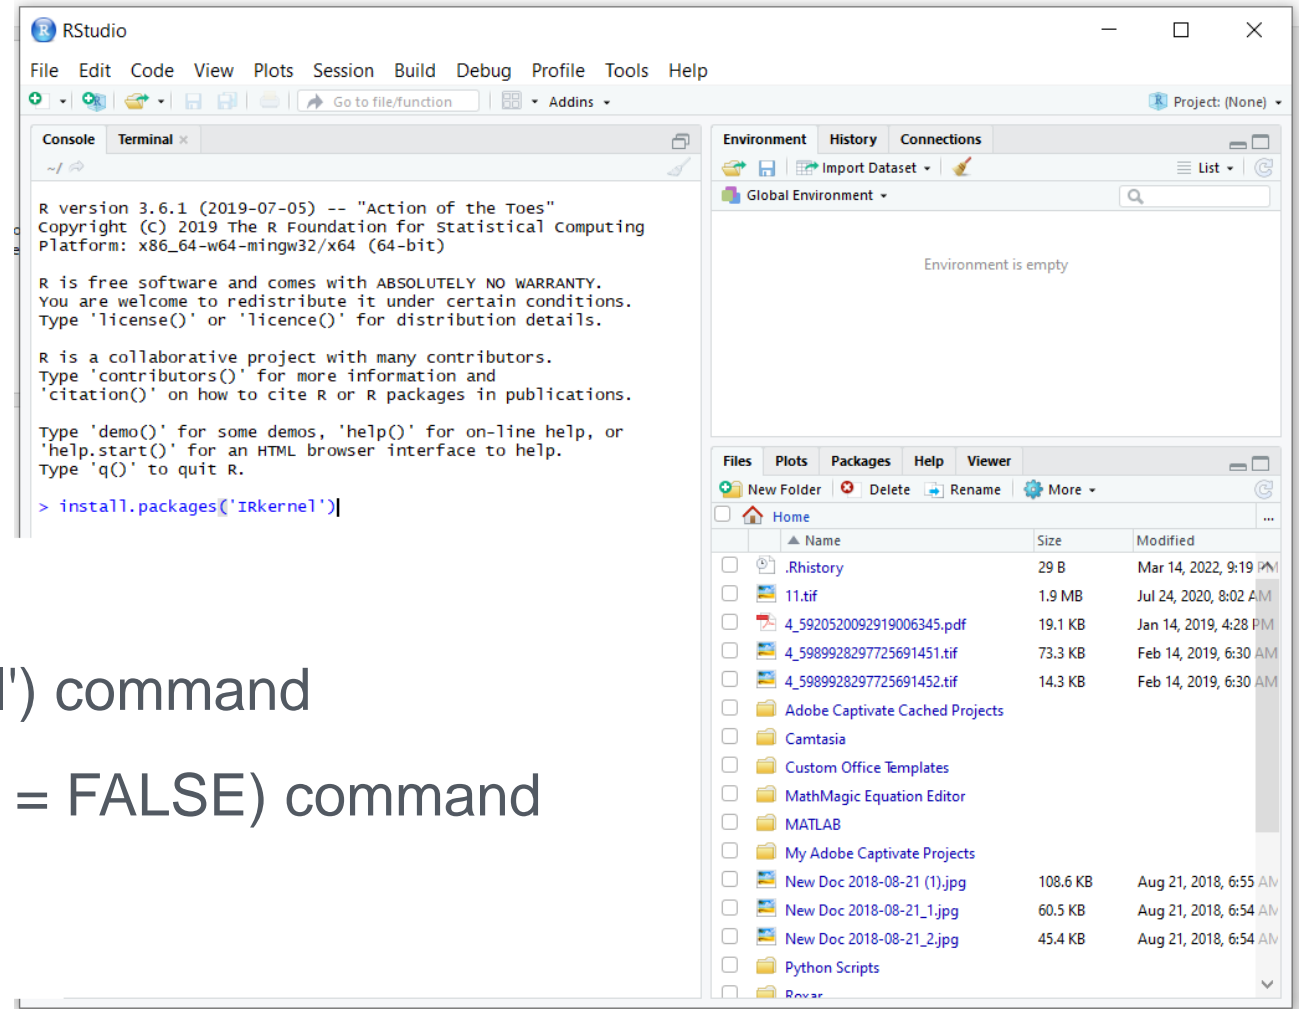 RStudio
File Edit Code View Plots Session Build Debug Profile Tools Help
Go to file/function Addins Project: (None)
Console Terminal
~/
R version 3.6.1 (2019-07-05) -- "Action of the Toes"
Copyright (C) 2019 The R Foundation for Statistical Computing
Platform: x86_64-w64-mingw32/x64 (64-bit)
R is free software and comes with ABSOLUTELY NO WARRANTY.
You are welcome to redistribute it under certain conditions.
Type 'license()' or 'licence()' for distribution details.
R is a collaborative project with many contributors.
Type 'contributors()' for more information and
'citation()' on how to cite R or R packages in publications.
Type 'demo()' for some demos, 'help()' for on-line help, or
'help.start()' for an HTML browser interface to help.
Type 'q()' to quit R.
> install.packages('IRkernel')
l') command
= FALSE) command
Environment History Connections
Import Dataset List
Global Environment
Environment is empty
Files Plots Packages Help Viewer
New Folder Delete Rename More
Home ...
Name Size Modified
.Rhistory 29 B Mar 14, 2022, 9:19 PM
11.tif 1.9 MB Jul 24, 2020, 8:02 AM
4_5920520092919006345.pdf 19.1 KB Jan 14, 2019, 4:28 PM
4_5989928297725691451.tif 73.3 KB Feb 14, 2019, 6:30 AM
4_5989928297725691452.tif 14.3 KB Feb 14, 2019, 6:30 AM
Adobe Captivate Cached Projects
Camtasia
Custom Office Templates
MathMagic Equation Editor
MATLAB
My Adobe Captivate Projects
New Doc 2018-08-21 (1).jpg 108.6 KB Aug 21, 2018, 6:55 AM
New Doc 2018-08-21_1.jpg 60.5 KB Aug 21, 2018, 6:54 AM
New Doc 2018-08-21_2.jpg 45.4 KB Aug 21, 2018, 6:54 AM
Python Scripts
Roxar